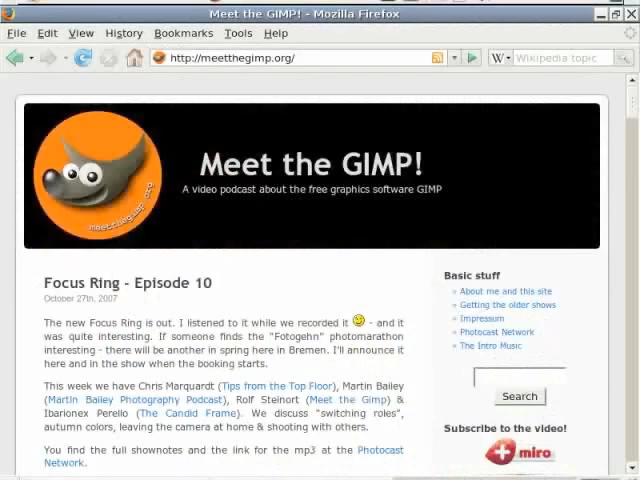 Meet the GIMP! - Mozilla Firefox
File Edit View History Bookmarks Tools Help
http://meetthegimp.org/
W Wikipedia topic
meetthegimp.org
Meet the GIMP!
A video podcast about the free graphics software GIMP
Focus Ring - Episode 10
October 27th, 2007
The new Focus Ring is out. I listened to it while we recorded it - and it
was quite interesting. If someone finds the "Fotogehn" photomarathon
interesting - there will be another in spring here in Bremen. I'll announce it
here and in the show when the booking starts.
This week we have Chris Marquardt (Tips from the Top Floor), Martin Bailey
(Martin Bailey Photography Podcast), Rolf Steinort (Meet the Gimp) &
Ibarionex Perello (The Candid Frame). We discuss "switching roles",
autumn colors, leaving the camera at home & shooting with others.
You find the full shownotes and the link for the mp3 at the Photocast
Network.
Basic stuff
About me and this site
Getting the older shows
Impressum
Photocast Network
The Intro Music
Search
Subscribe to the video!
miro